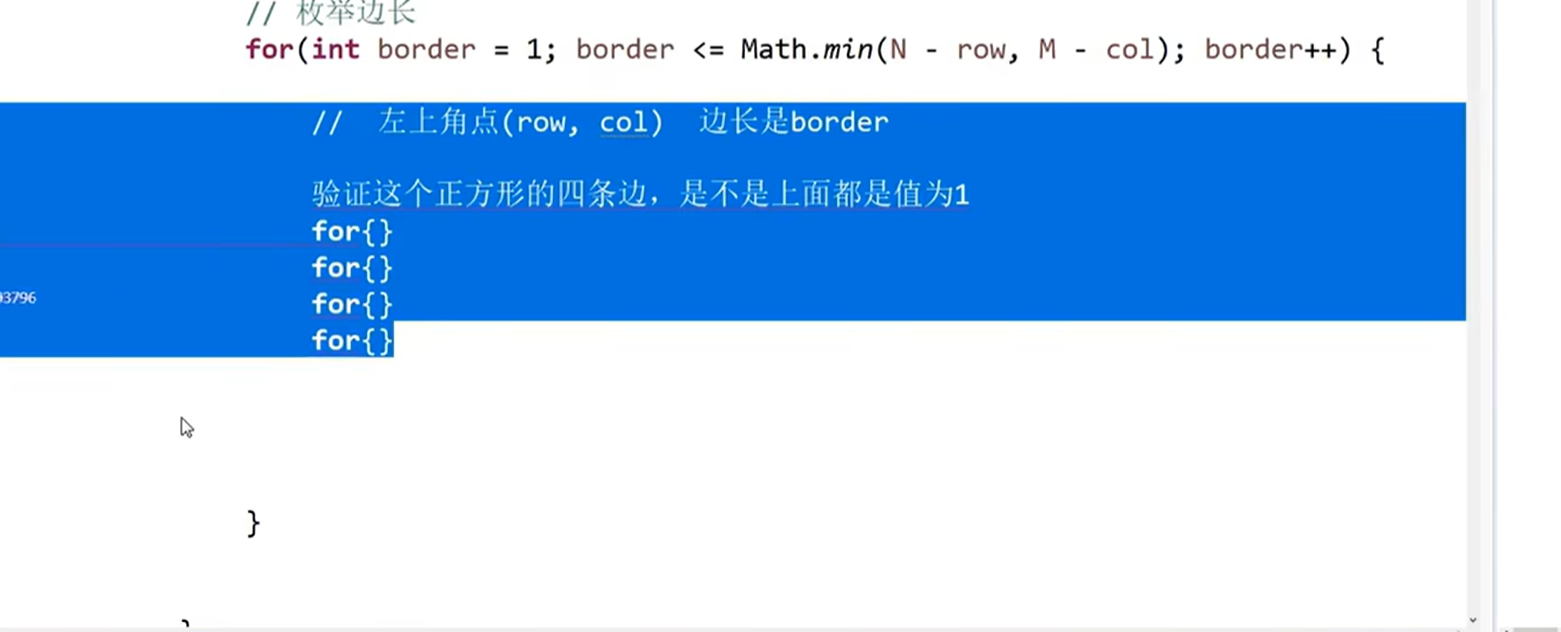 // 枚举边长
for(int border = 1; border <= Math.min(N - row, M - col); border++) {
// 左上角点(row, col) 边长是border
验证这个正方形的四条边，是不是上面都是值为1
for{}
for{}
93796
for{}
for{}
}
}